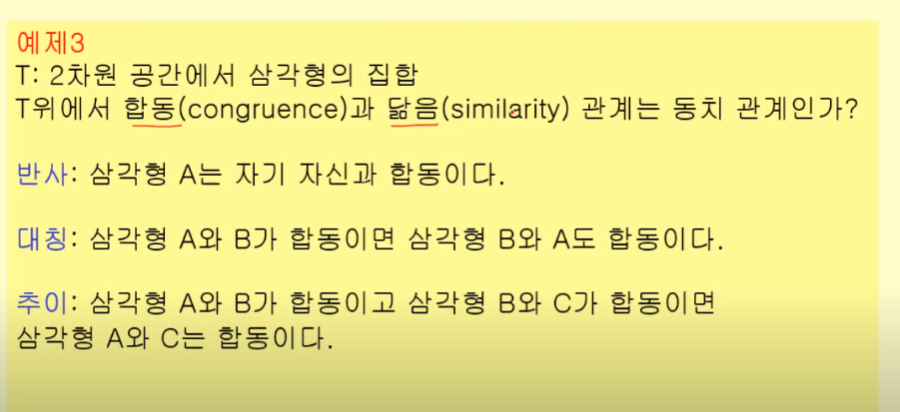 예제3
T: 2차원 공간에서 삼각형의 집합
T위에서 합동(congruence)과 닮음(similarity) 관계는 동치 관계인가?
반사: 삼각형 A는 자기 자신과 합동이다.
대칭: 삼각형 A와 B가 합동이면 삼각형 B와 A도 합동이다.
추이: 삼각형 A와 B가 합동이고 삼각형 B와 C가 합동이면
삼각형 A와 C는 합동이다.